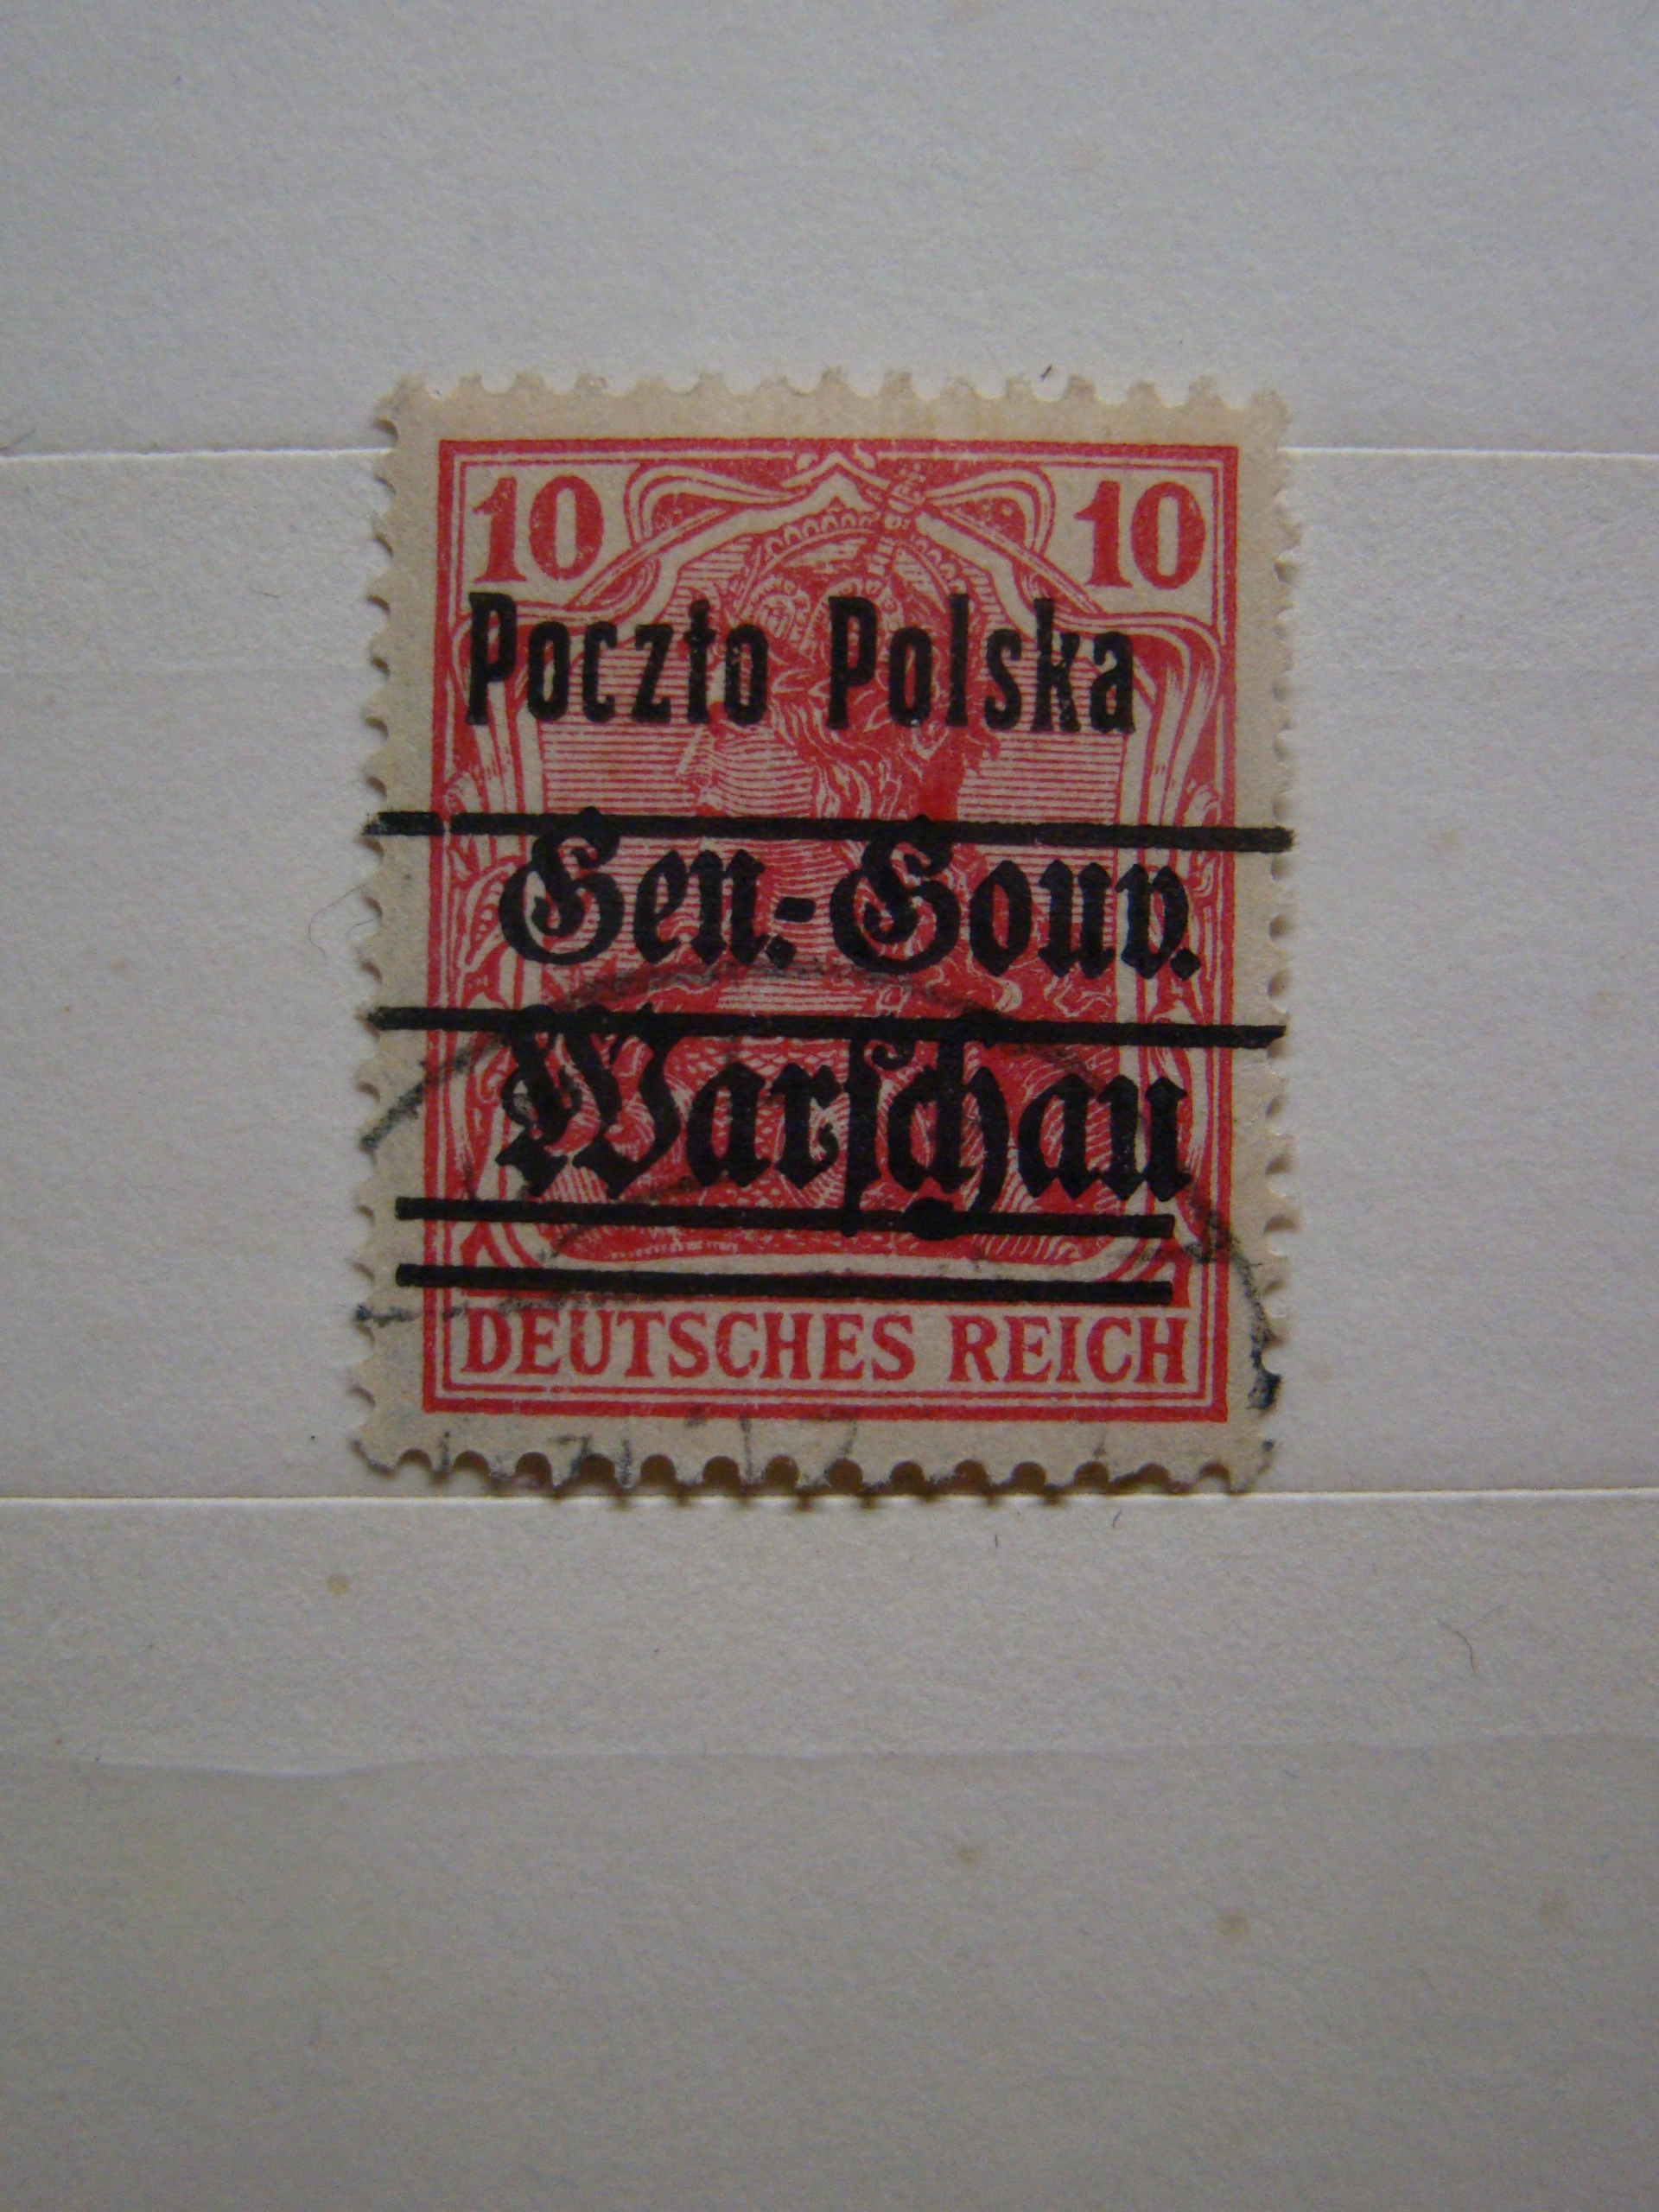 10 10
Poczto Polska
Gen.-Gouv.
Warſchau
DEUTSCHES REICH